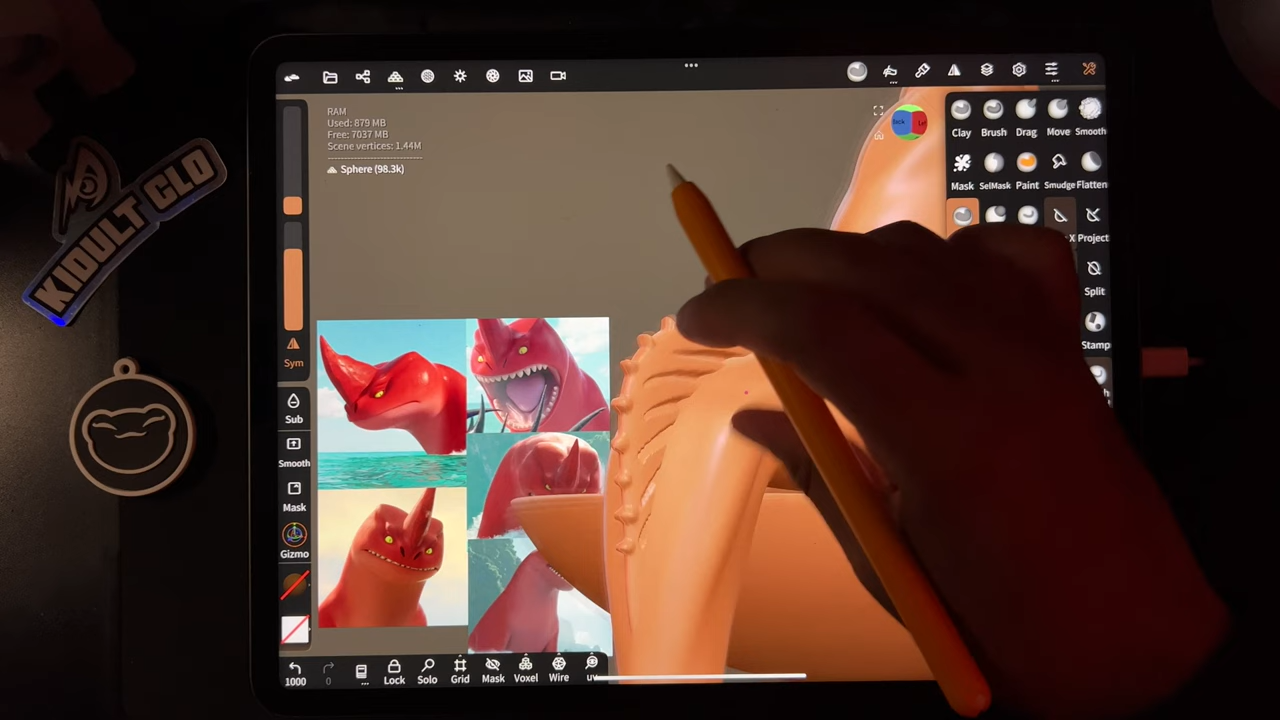 KIDULT CLO
RAM
Used: 879 MB
Free: 7037 MB
Scene vertices: 1.44M
Sphere (98.3k)
Clay
Brush
Drag
Move
Smooth
Mask
SelMask
Paint
Smudge
Flatten
X
Project
Split
Stamp
Sym
Sub
Smooth
Mask
Gizmo
1000
0
Lock
Solo
Grid
Mask
Voxel
Wire
uv